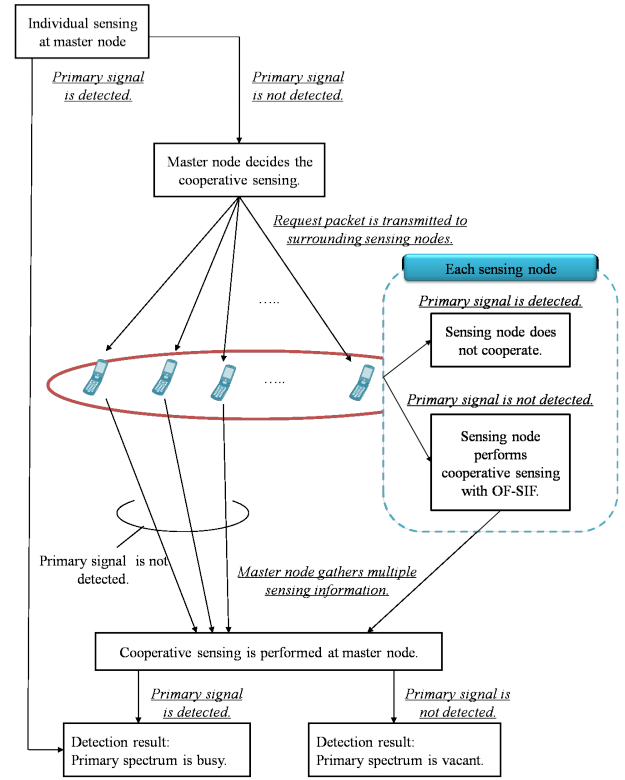 Individual sensing
at master node
Primary signal
is detected.
Primary signal
is not detected.
Master node decides the
cooperative sensing.
Request packet is transmitted to
surrounding sensing nodes.
Each sensing node
.....
Primary signal is detected.
Sensing node does
not cooperate.
.....
Primary signal is not detected.
Sensing node
performs
cooperative sensing
with OF-SIF.
Primary signal is not
detected.
Master node gathers multiple
sensing information.
Cooperative sensing is performed at master node.
Primary signal
is detected.
Primary signal is
not detected.
Detection result:
Primary spectrum is busy.
Detection result:
Primary spectrum is vacant.